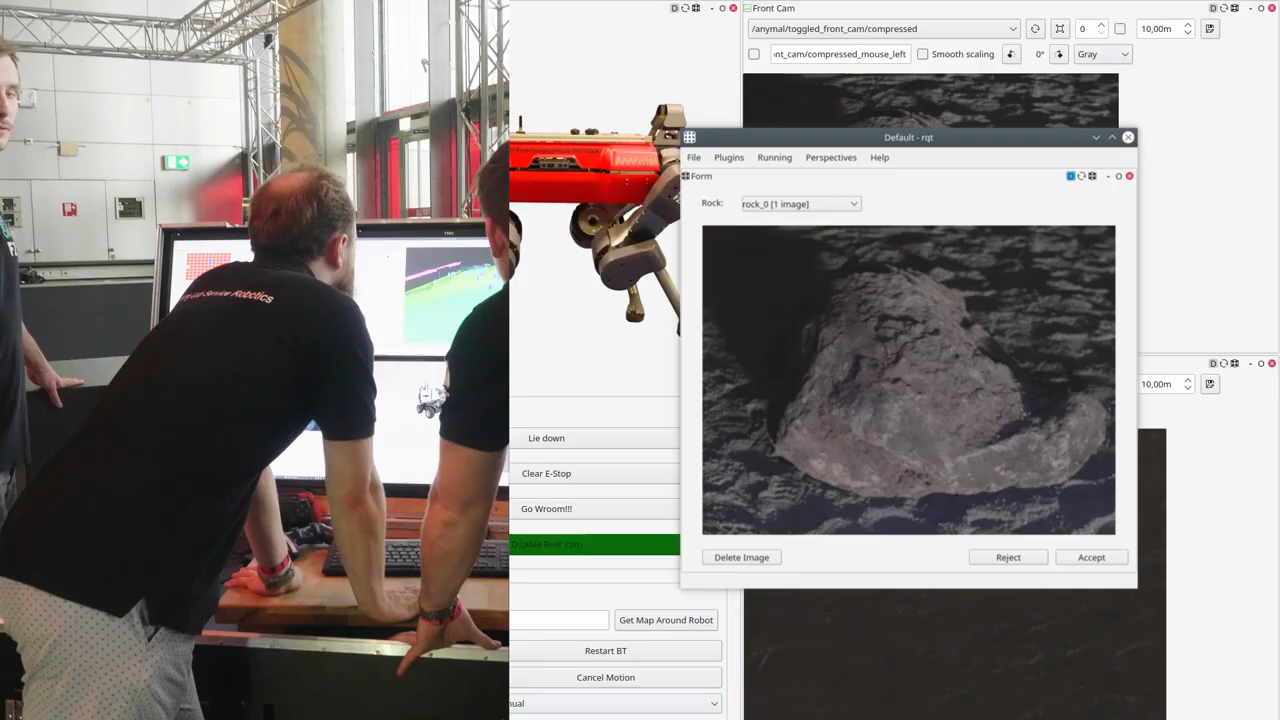 Service Robotics
D
- O
Front Cam
D
- O
/anymal/toggled_front_cam/compressed
0
10,00m
nt_cam/compressed_mouse_left
Smooth scaling
0°
Gray
Default - rqt
File
Plugins
Running
Perspectives
Help
Form
D
- O
Rock:
rock_0 [1 image]
Delete Image
Reject
Accept
D
- O
10,00m
Lie down
Clear E-Stop
Go Wroom!!!
Disable Rear cam
Get Map Around Robot
Restart BT
Cancel Motion
nual